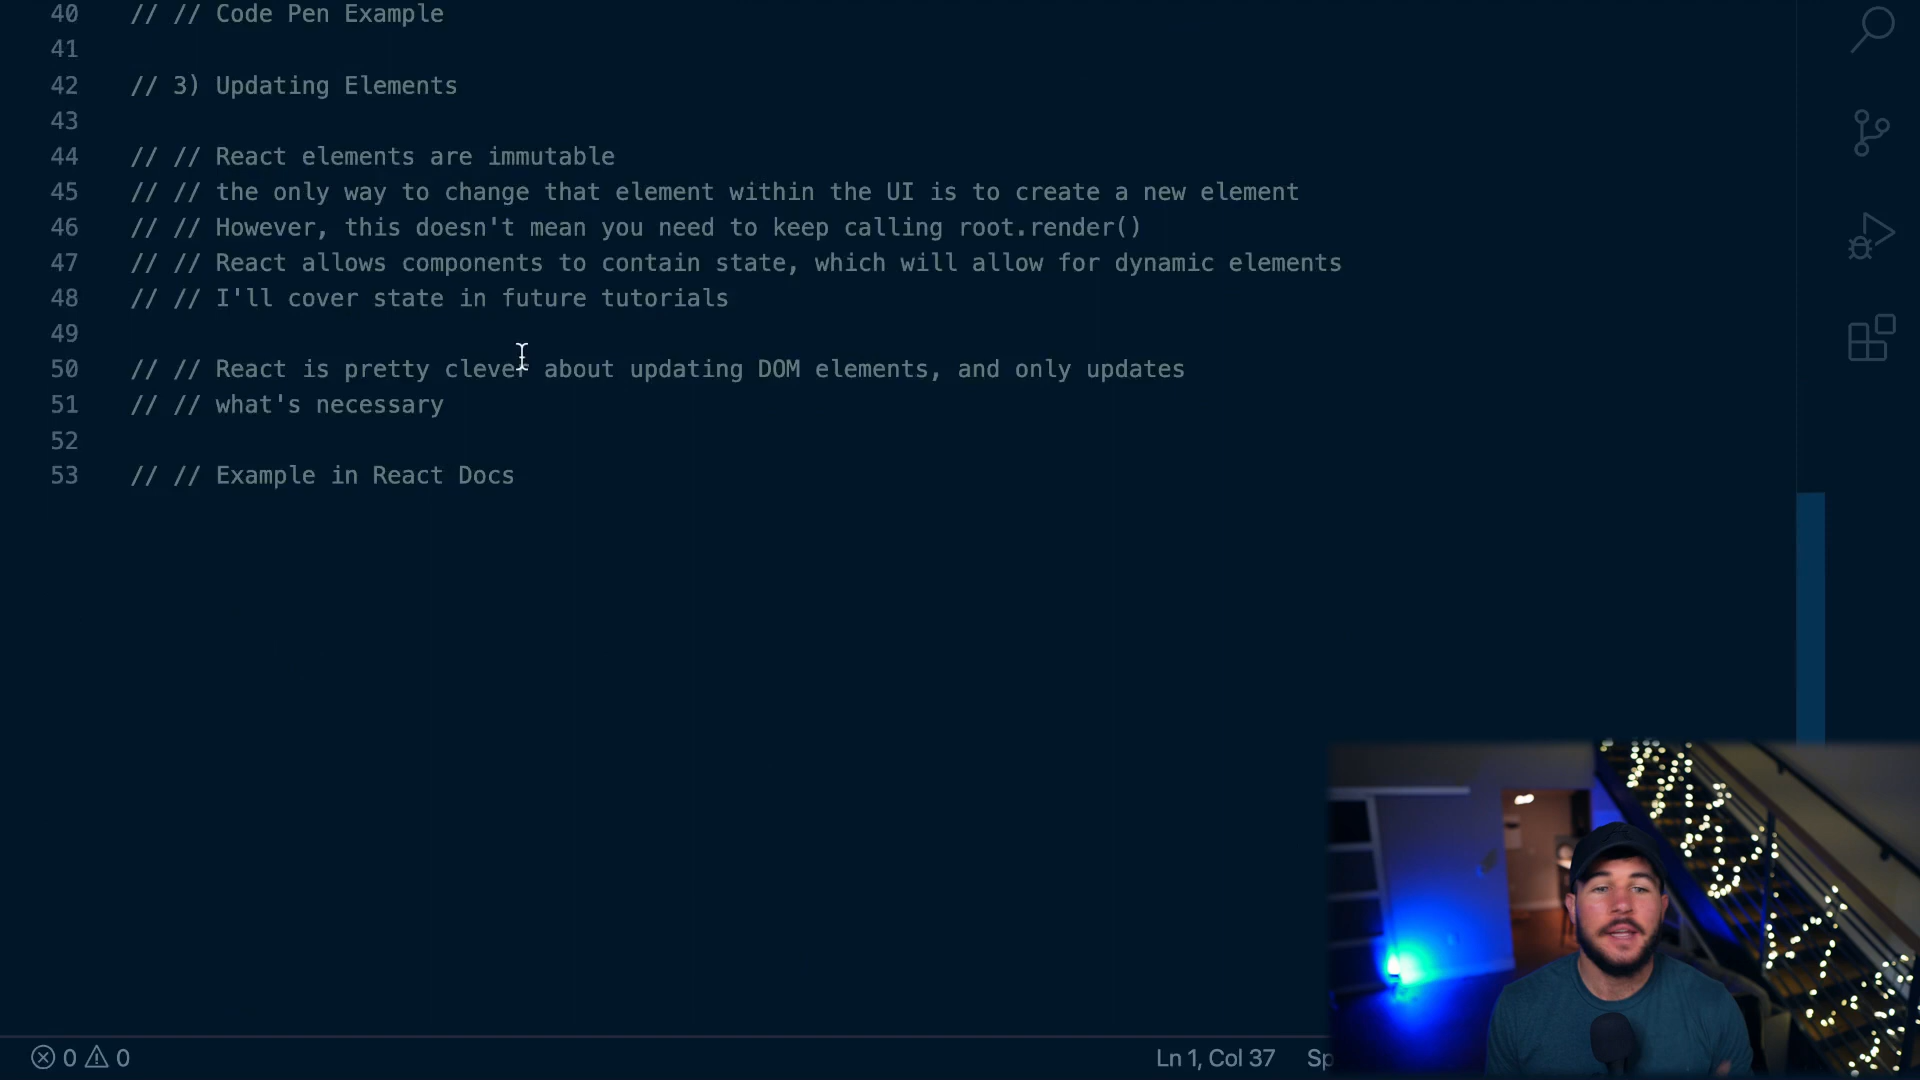 40 // // Code Pen Example
41
42 // 3) Updating Elements
43
44 // // React elements are immutable
45 // // the only way to change that element within the UI is to create a new element
46 // // However, this doesn't mean you need to keep calling root.render()
47 // // React allows components to contain state, which will allow for dynamic elements
48 // // I'll cover state in future tutorials
49
50 // // React is pretty clever about updating DOM elements, and only updates
51 // // what's necessary
52
53 // // Example in React Docs
0 0 Ln 1, Col 37 Sp